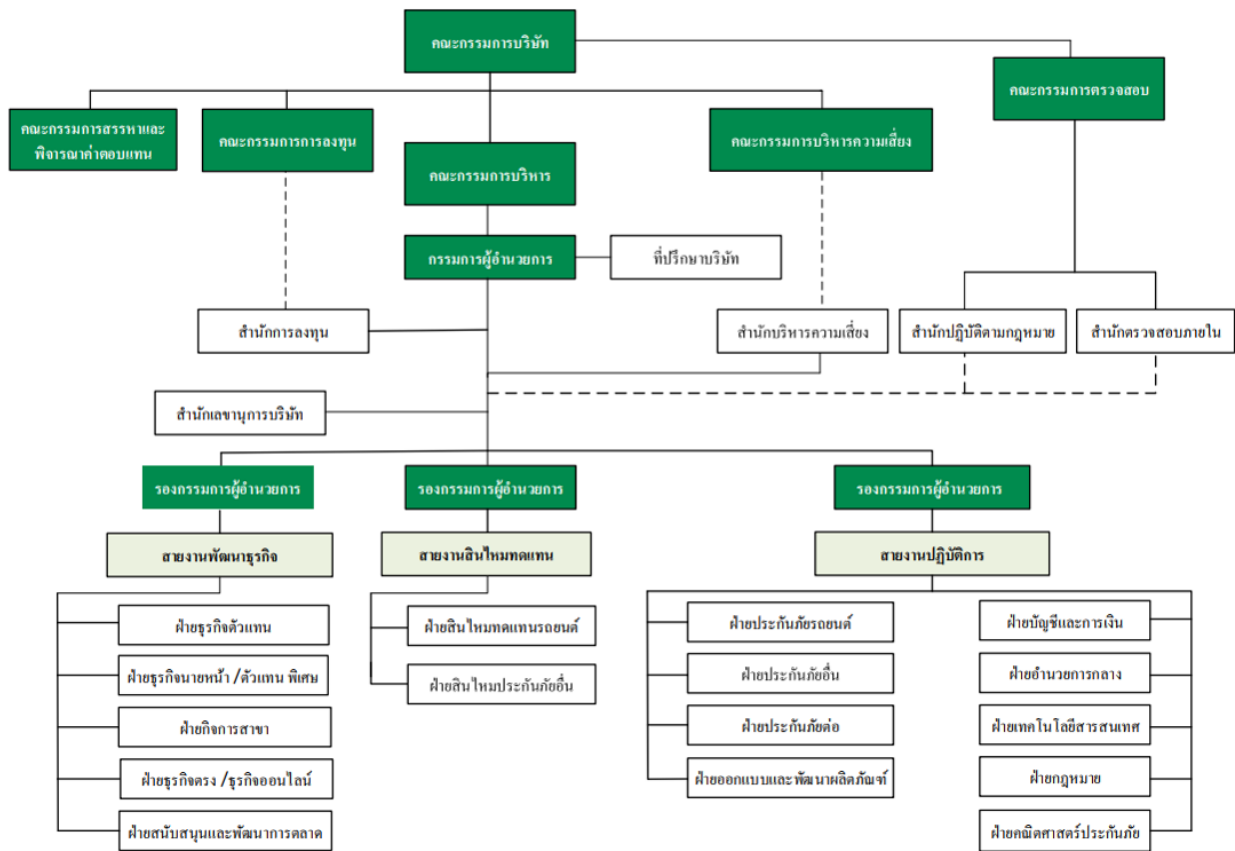 คณะกรรมการบริษัท
คณะกรรมการตรวจสอบ
คณะกรรมการสรรหาและ
พิจารณาค่าตอบแทน
คณะกรรมการการลงทุน
คณะกรรมการบริหารความเสี่ยง
คณะกรรมการบริหาร
กรรมการผู้อำนวยการ
ที่ปรึกษาบริษัท
สำนักการลงทุน
สำนักบริหารความเสี่ยง
สำนักปฏิบัติตามกฎหมาย
สำนักตรวจสอบภายใน
สำนักเลขานุการบริษัท
รองกรรมการผู้อำนวยการ
รองกรรมการผู้อำนวยการ
รองกรรมการผู้อำนวยการ
สายงานพัฒนาธุรกิจ
สายงานสินไหมทดแทน
สายงานปฏิบัติการ
ฝ่ายธุรกิจตัวแทน
ฝ่ายธุรกิจนายหน้า /ตัวแทน พิเศษ
ฝ่ายกิจการสาขา
ฝ่ายธุรกิจตรง /ธุรกิจออนไลน์
ฝ่ายสนับสนุนและพัฒนาการตลาด
ฝ่ายสินไหมทดแทนรถยนต์
ฝ่ายสินไหมประกันภัยอื่น
ฝ่ายประกันภัยรถยนต์
ฝ่ายประกันภัยอื่น
ฝ่ายประกันภัยต่อ
ฝ่ายออกแบบและพัฒนาผลิตภัณฑ์
ฝ่ายบัญชีและการเงิน
ฝ่ายอำนวยการกลาง
ฝ่ายเทคโนโลยีสารสนเทศ
ฝ่ายกฎหมาย
ฝ่ายคณิตศาสตร์ประกันภัย